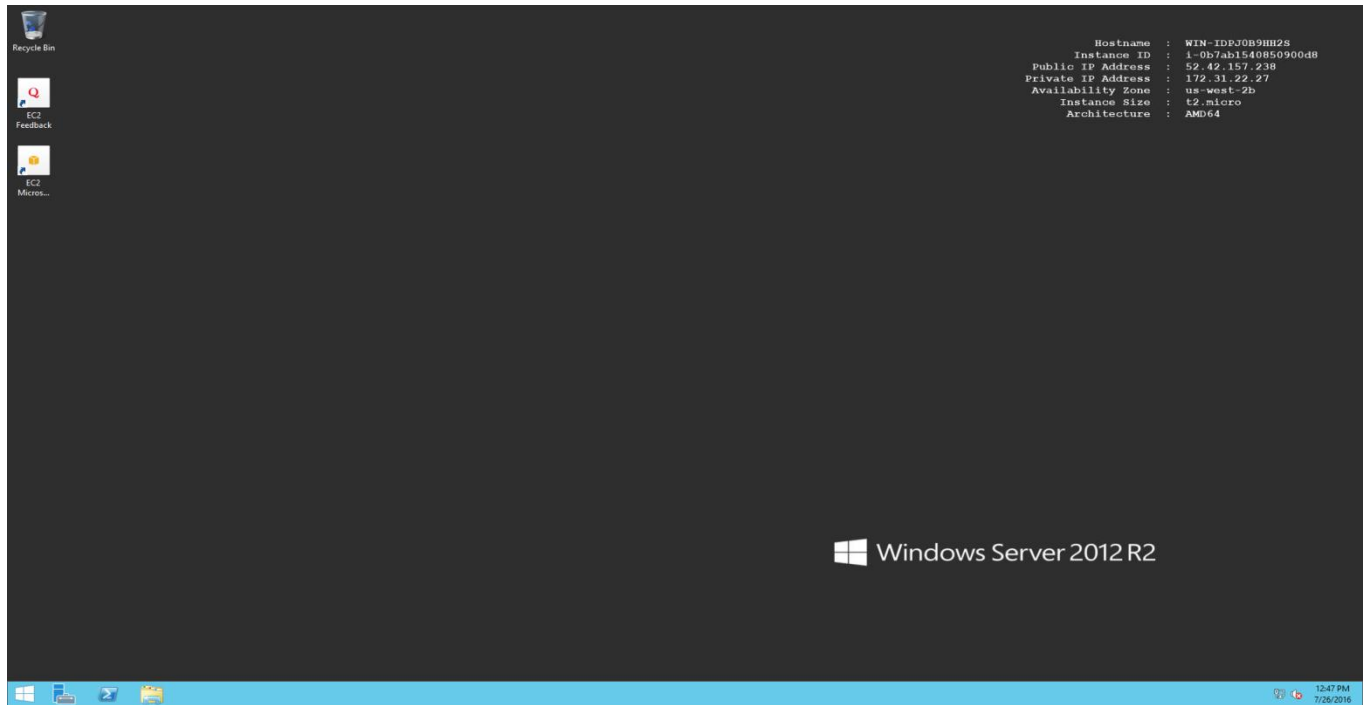 Recycle Bin
EC2
Feedback
EC2
Micros...
Hostname : WIN-IDPJ0B9HH2S
Instance ID : i-0b7ab1540850900d8
Public IP Address : 52.42.157.238
Private IP Address : 172.31.22.27
Availability Zone : us-west-2b
Instance Size : t2.micro
Architecture : AMD64
Windows Server 2012 R2
12:47 PM
7/26/2016